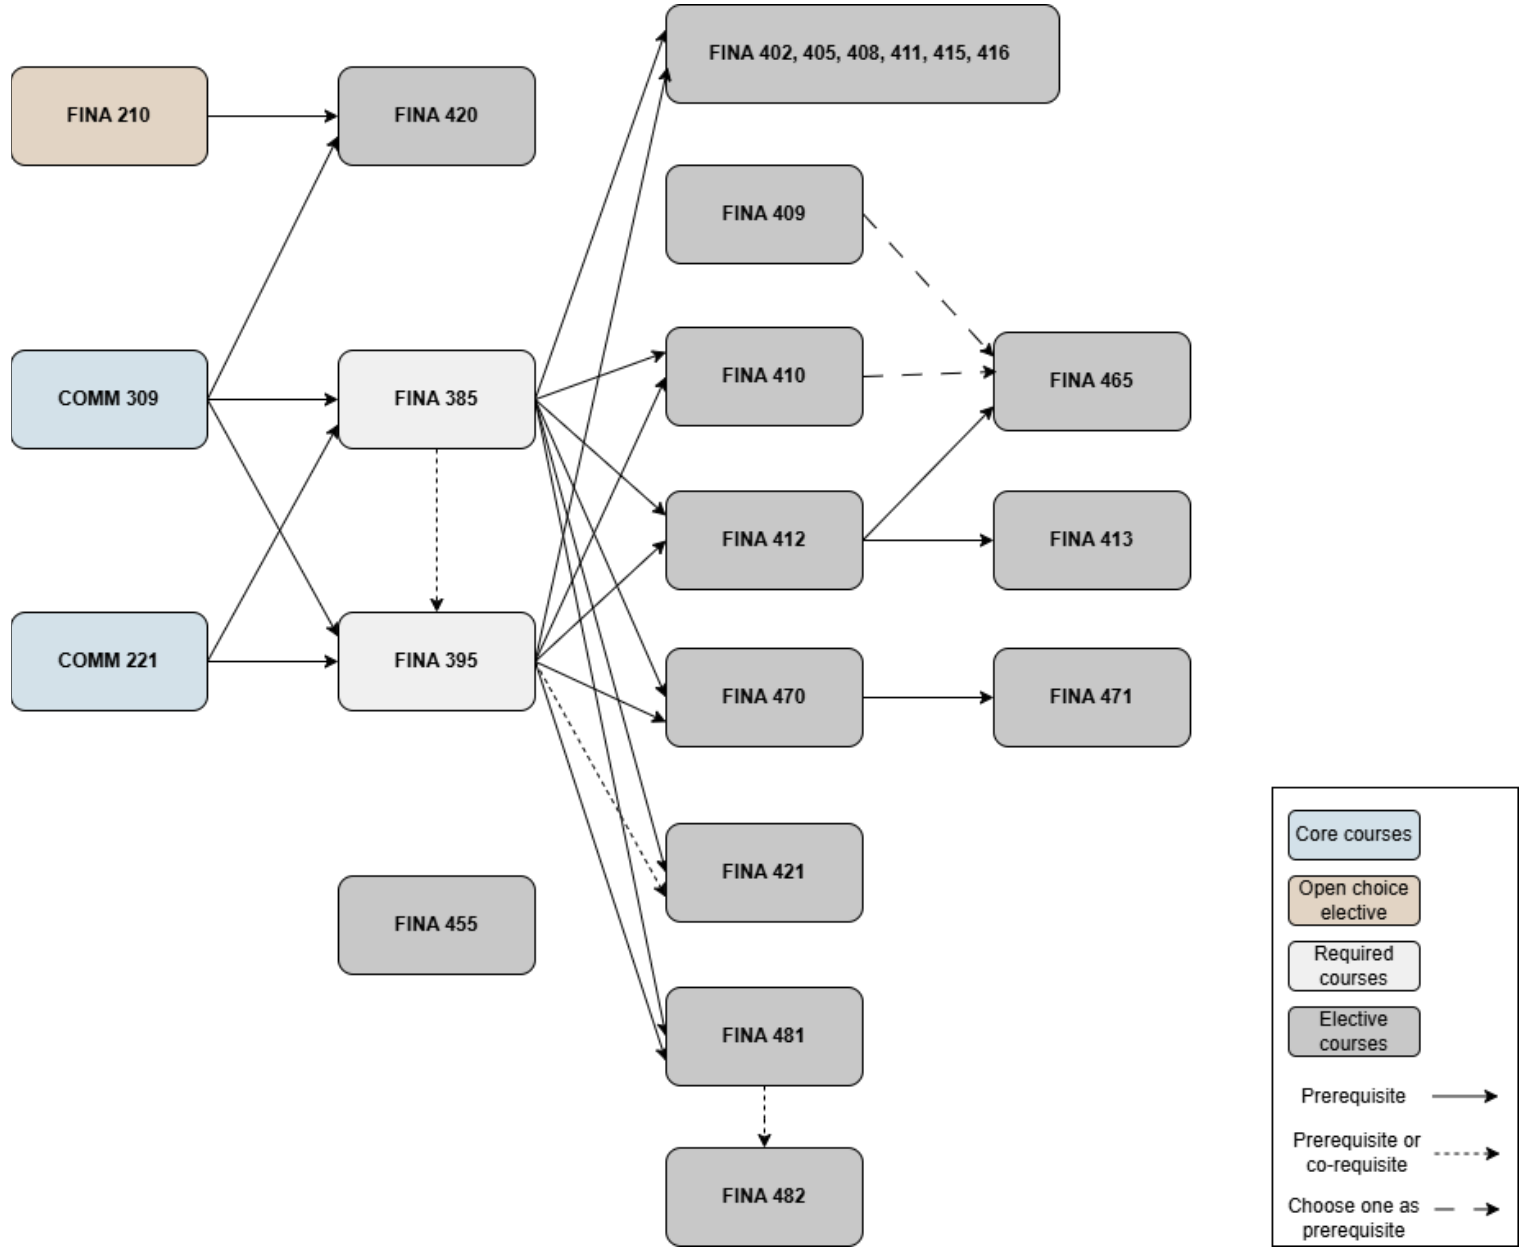 FINA 402, 405, 408, 411, 415, 416
FINA 210
FINA 420
FINA 409
COMM 309
FINA 385
FINA 410
FINA 465
FINA 412
FINA 413
COMM 221
FINA 395
FINA 470
FINA 471
FINA 421
FINA 455
FINA 481
FINA 482
Core courses
Open choice
elective
Required
courses
Elective
courses
Prerequisite
Prerequisite or
co-requisite
Choose one as
prerequisite